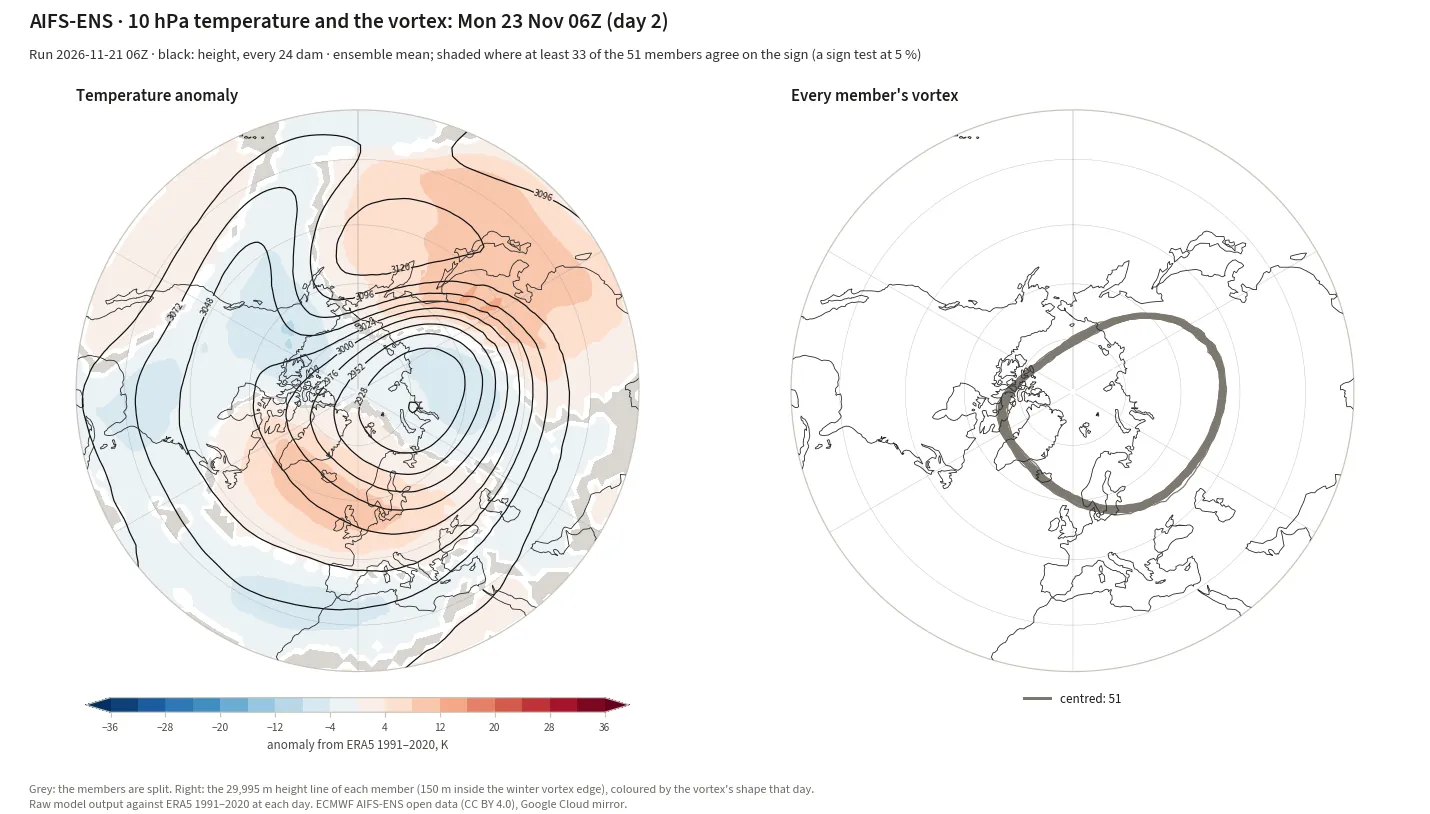 AIFS-ENS · 10 hPa temperature and the vortex: Mon 23 Nov 06Z (day 2)
Run 2026-11-21 06Z · black: height, every 24 dam · ensemble mean; shaded where at least 33 of the 51 members agree on the sign (a sign test at 5 %)
Temperature anomaly
Every member's vortex
3096
3120
3096
3072
3048
3024
3000
2976
2952
2928
centred: 51
−36 −28 −20 −12 −4 4 12 20 28 36
anomaly from ERA5 1991–2020, K
Grey: the members are split. Right: the 29,995 m height line of each member (150 m inside the winter vortex edge), coloured by the vortex's shape that day.
Raw model output against ERA5 1991–2020 at each day. ECMWF AIFS-ENS open data (CC BY 4.0), Google Cloud mirror.